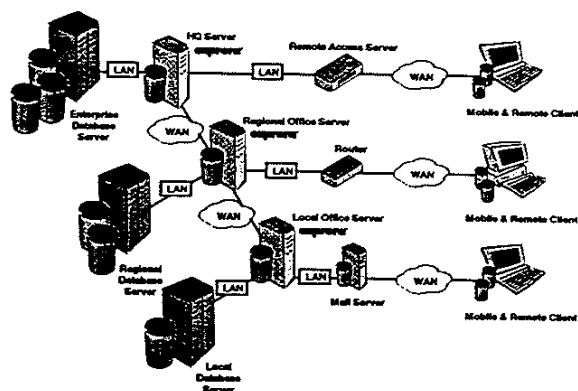 HQ Server
Remote Access Server
LAN
LAN
WAN
Enterprise
Database
Server
Mobile & Remote Client
WAN
Regional Office Server
Router
LAN
LAN
WAN
Mobile & Remote Client
WAN
Local Office Server
Regional
Database
Server
LAN
LAN
WAN
Mail Server
Mobile & Remote Client
Local
Database
Server